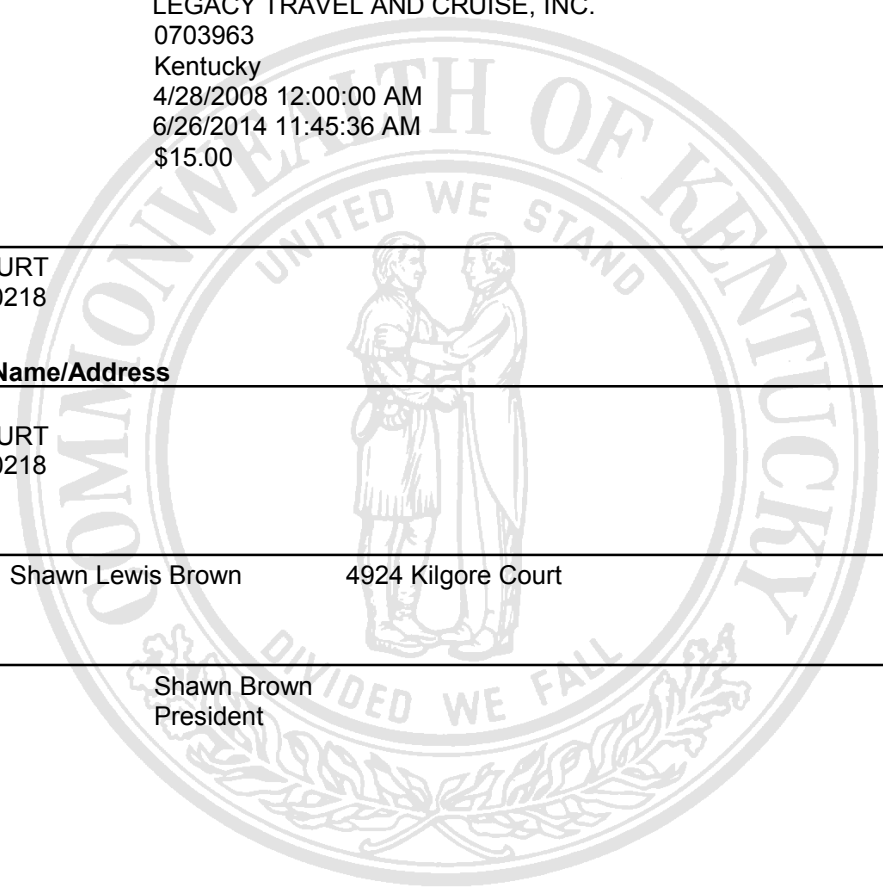 LEGACY TRAVEL AND CRUISE, INC.
0703963
Kentucky
4/28/2008 12:00:00 AM
6/26/2014 11:45:36 AM
$15.00
URT
0218
Name/Address
URT
0218
Shawn Lewis Brown 4924 Kilgore Court
Shawn Brown
President
COMMONWEALTH OF KENTUCKY
UNITED WE STAND
DIVIDED WE FALL